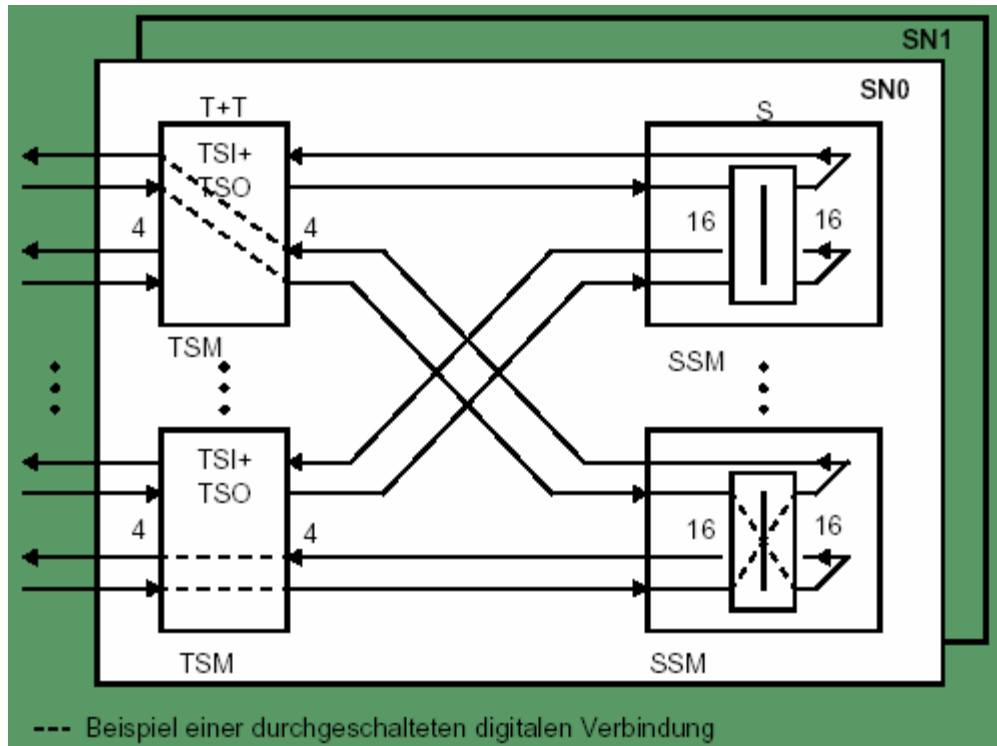 SN1
SN0
T+T
S
TSI+
TSO
4
4
16
16
TSM
SSM
TSI+
TSO
4
4
16
16
TSM
SSM
--- Beispiel einer durchgeschalteten digitalen Verbindung